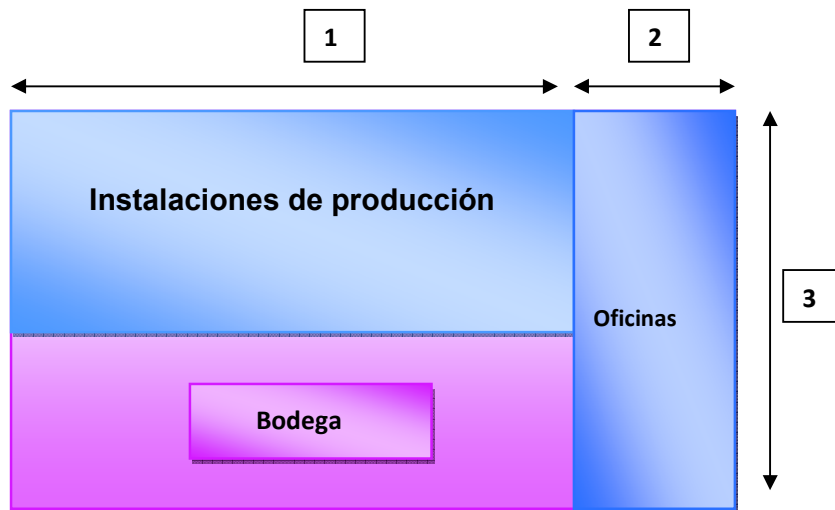 1
2
Instalaciones de producción
3
Oficinas
Bodega